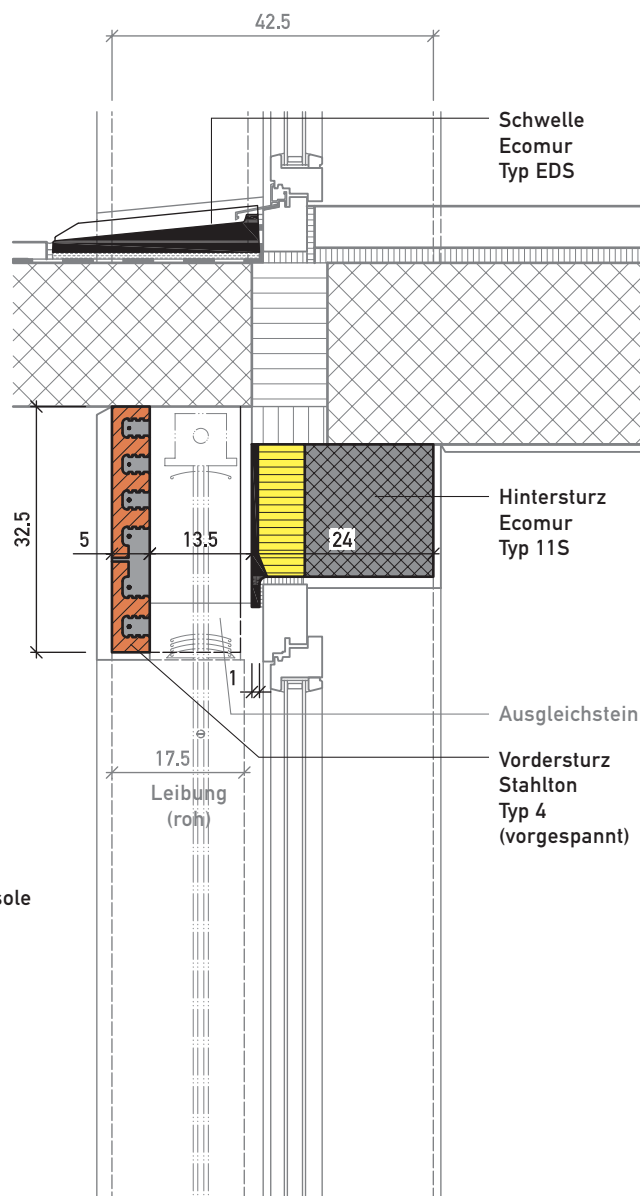 42.5
Schwelle
Ecomur
Typ EDS
32.5
5
13.5
24
Hintersturz
Ecomur
Typ 11S
1
Ausgleichstein
17.5
Leibung
(roh)
Vordersturz
Stahlton
Typ 4
(vorgespannt)
sole